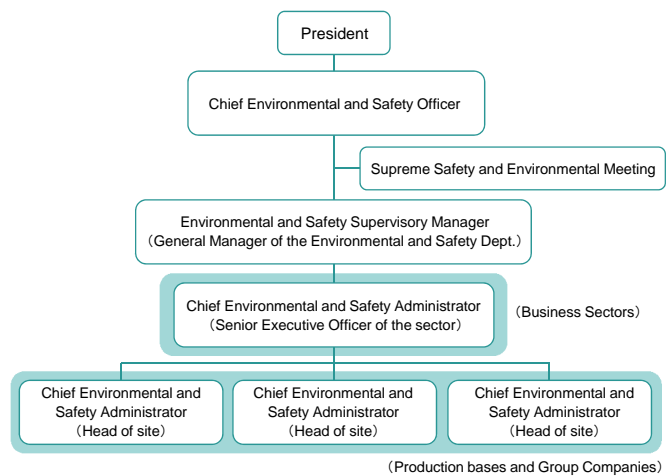 President
Chief Environmental and Safety Officer
Supreme Safety and Environmental Meeting
Environmental and Safety Supervisory Manager
（General Manager of the Environmental and Safety Dept.）
Chief Environmental and Safety Administrator
（Senior Executive Officer of the sector）
（Business Sectors）
Chief Environmental and
Safety Administrator
（Head of site）
Chief Environmental and
Safety Administrator
（Head of site）
Chief Environmental and
Safety Administrator
（Head of site）
（Production bases and Group Companies）